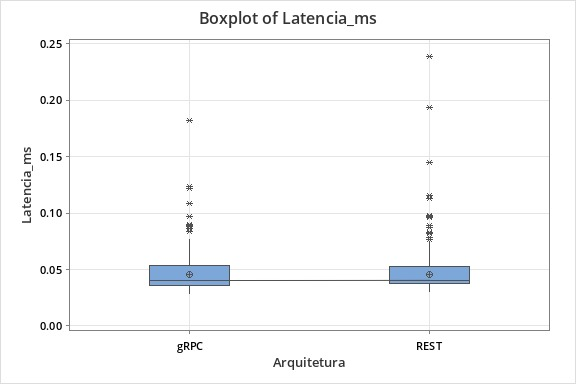 Boxplot of Latencia_ms
0.25
0.20
0.15
0.10
0.05
0.00
Latencia_ms
gRPC REST
Arquitetura